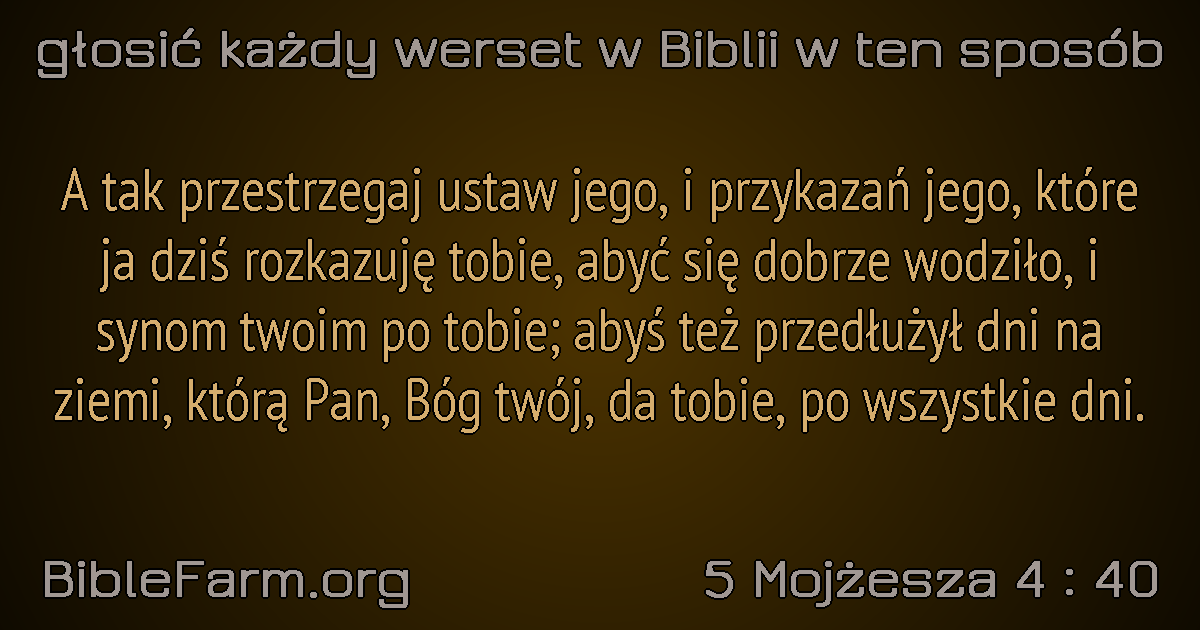 głosić każdy werset w Biblii w ten sposób
A tak przestrzegaj ustaw jego, i przykazań jego, które
ja dziś rozkazuję tobie, abyć się dobrze wodziło, i
synom twoim po tobie; abyś też przedłużył dni na
ziemi, którą Pan, Bóg twój, da tobie, po wszystkie dni.
BibleFarm.org
5 Mojżesza 4 : 40